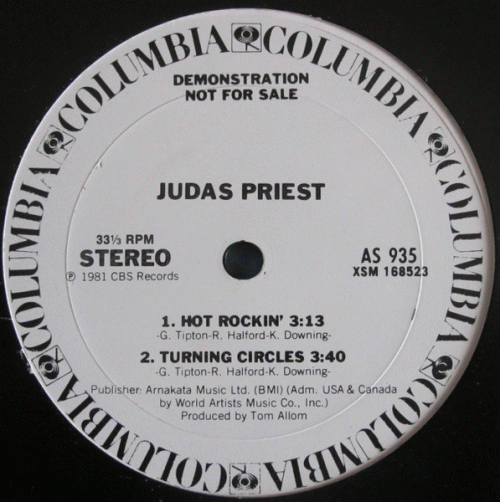 COLUMBIA COLUMBIA COLUMBIA COLUMBIA COLUMBIA COLUMBIA COLUMBIA
DEMONSTRATION
NOT FOR SALE
JUDAS PRIEST
33⅓ RPM
STEREO
℗ 1981 CBS Records
AS 935
XSM 168523
1. HOT ROCKIN' 3:13
-G. Tipton-R. Halford-K. Downing-
2. TURNING CIRCLES 3:40
-G. Tipton-R. Halford-K. Downing-
Publisher: Arnakata Music Ltd. (BMI) (Adm. USA & Canada
by World Artists Music Co., Inc.)
Produced by Tom Allom